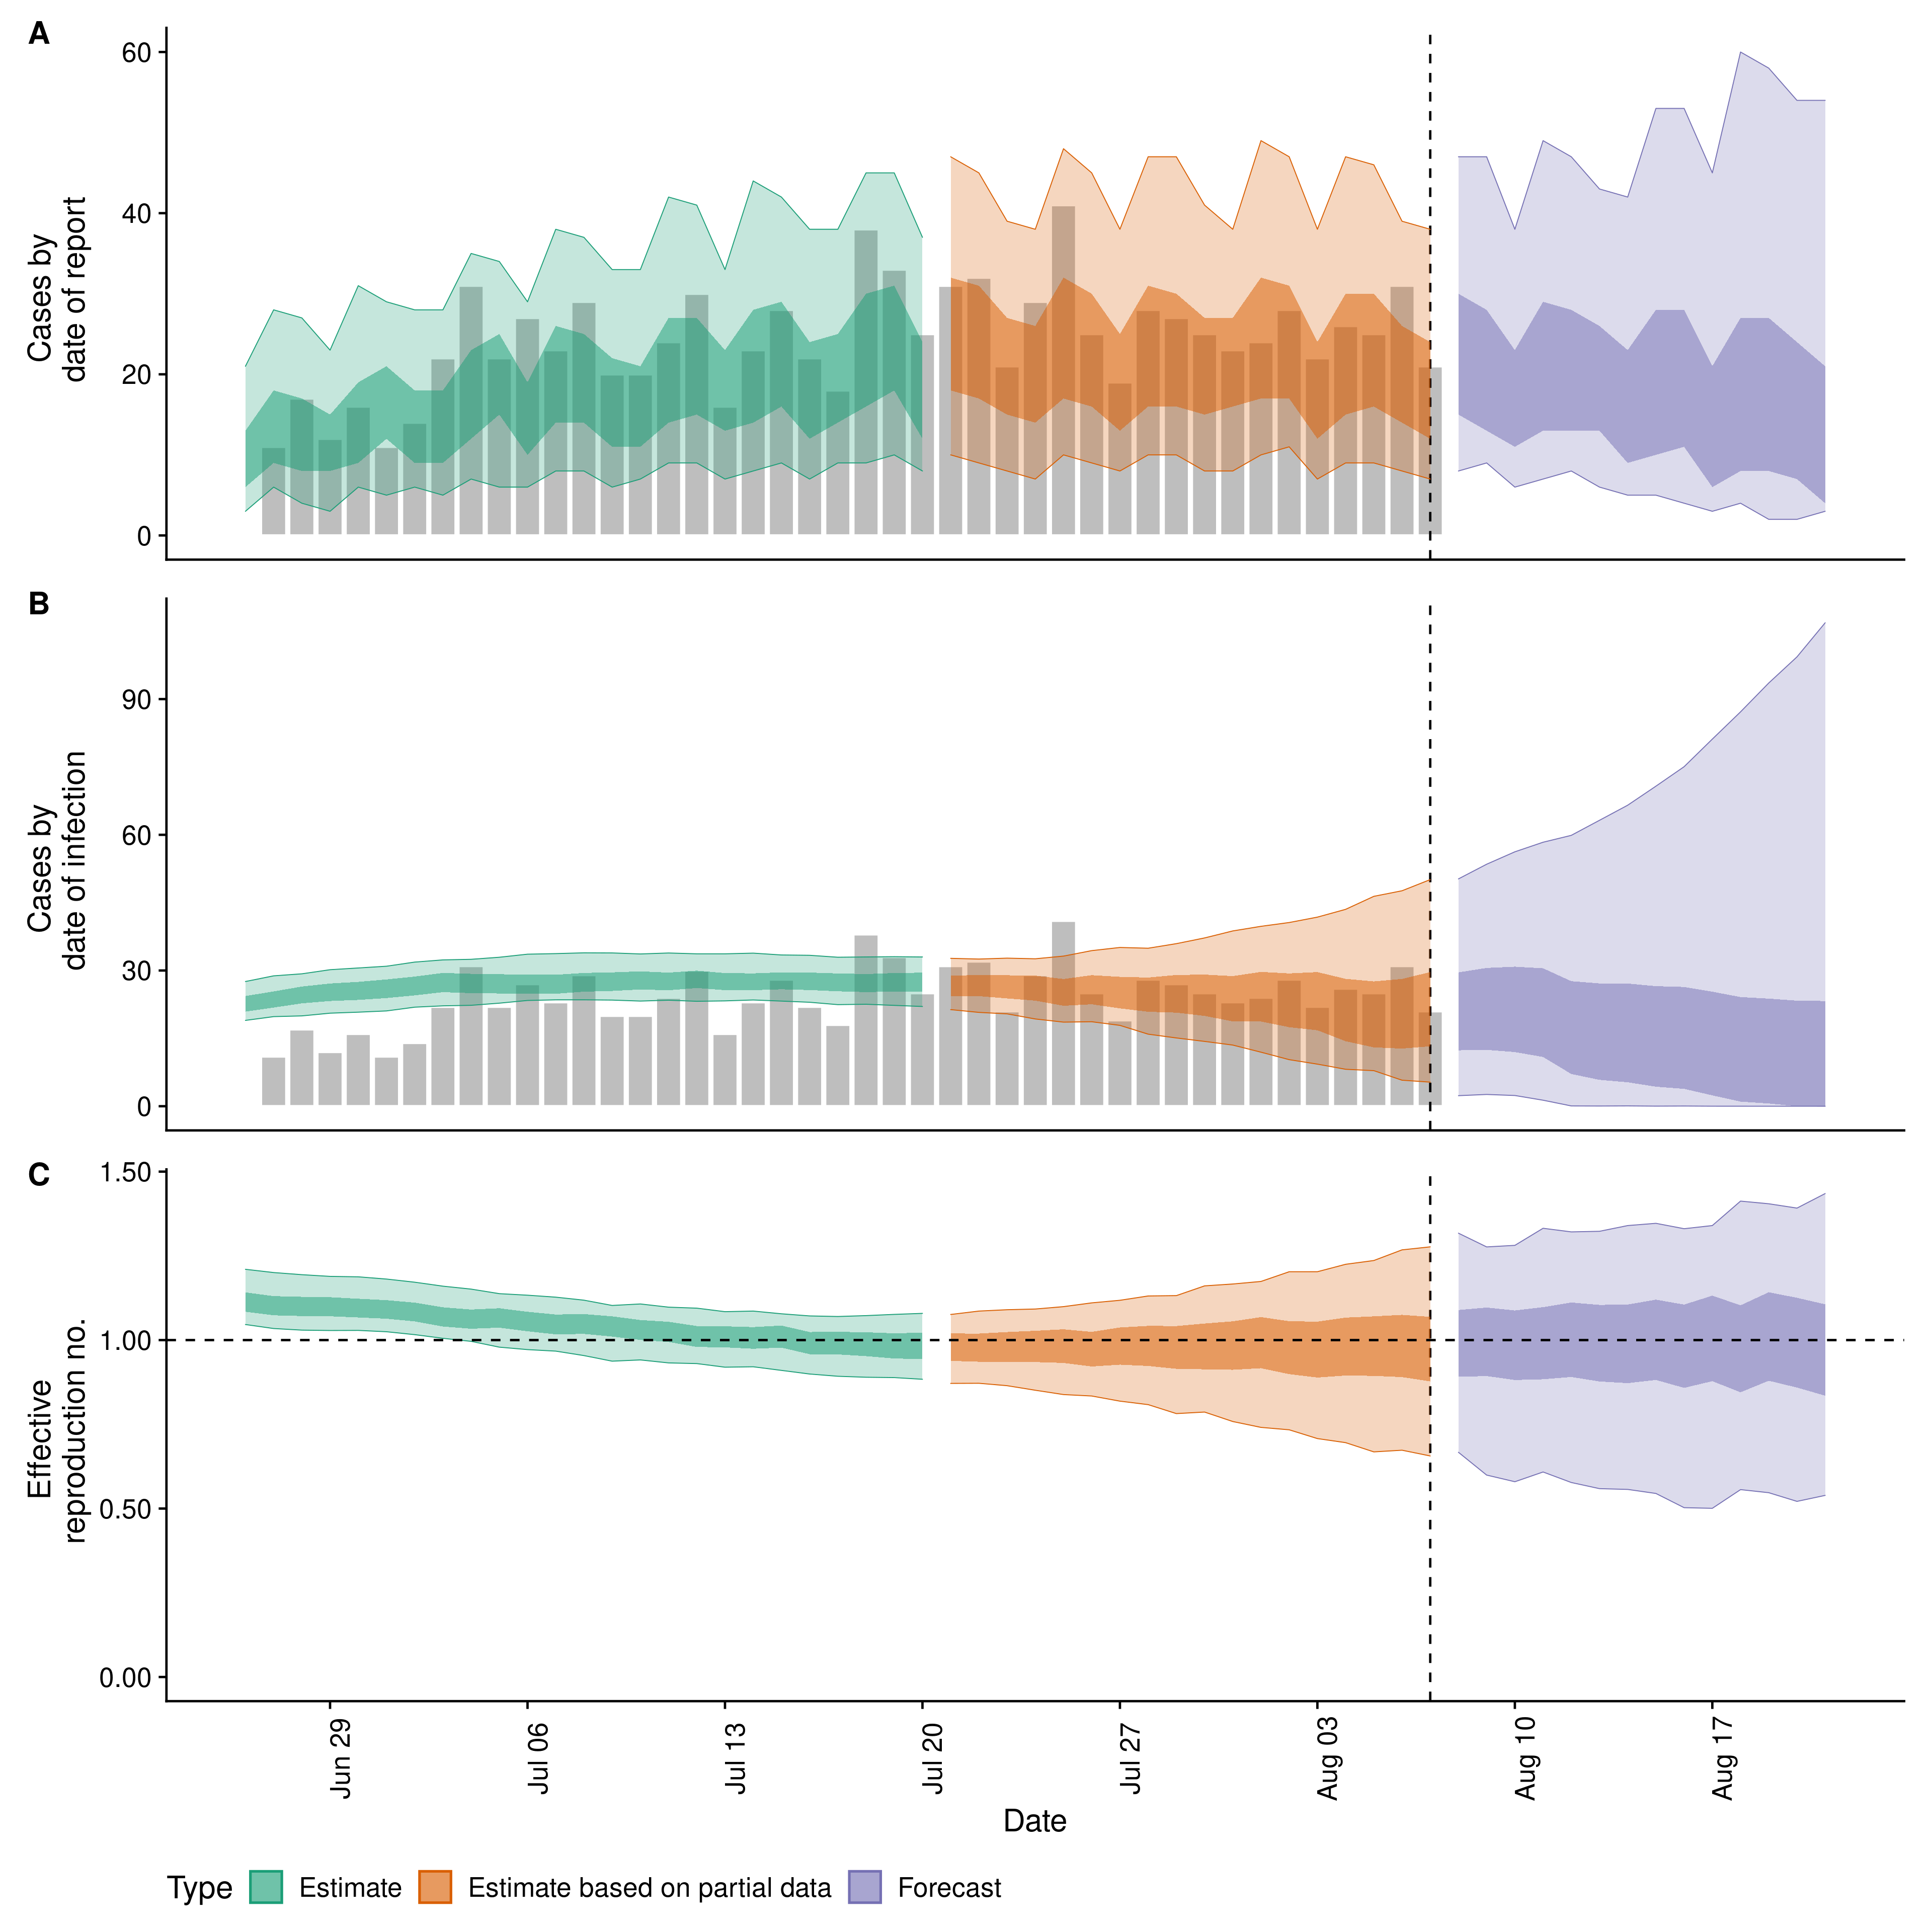 A
60
40
20
0
Cases by
date of report
B
90
60
30
0
Cases by
date of infection
C
1.50
1.00
0.50
0.00
Effective
reproduction no.
Jun 29
Jul 06
Jul 13
Jul 20
Jul 27
Aug 03
Aug 10
Aug 17
Date
Type Estimate Estimate based on partial data Forecast